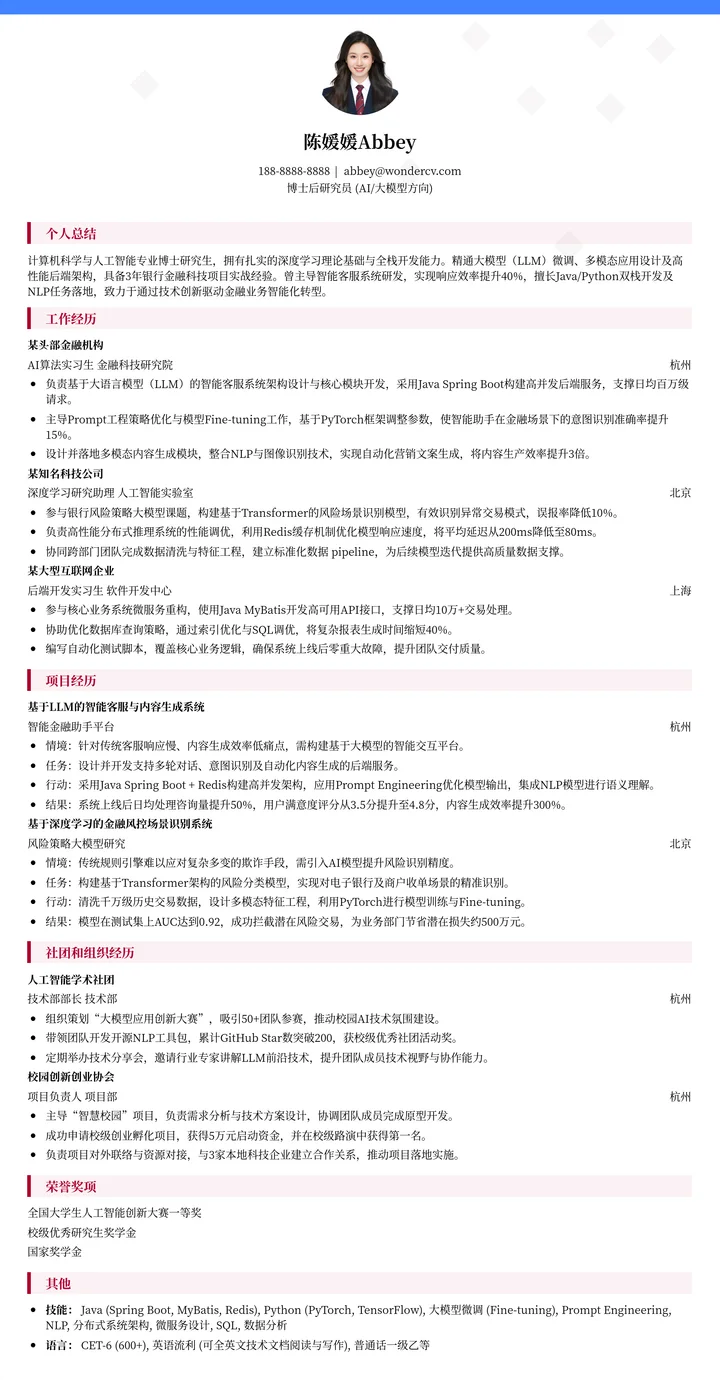 陈媛媛Abbey
188-8888-8888 | abbey@wondercv.com
博士后研究员 (AI/大模型方向)
个人总结
计算机科学与人工智能专业博士研究生，拥有扎实的深度学习理论基础与全栈开发能力。精通大模型（LLM）微调、多模态应用设计及高
性能后端架构，具备3年银行金融科技项目实战经验。曾主导智能客服系统研发，实现响应效率提升40%，擅长Java/Python双栈开发及
NLP任务落地，致力于通过技术创新驱动金融业务智能化转型。
工作经历
某头部金融机构
AI算法实习生 金融科技研究院 杭州
• 负责基于大语言模型（LLM）的智能客服系统架构设计与核心模块开发，采用Java Spring Boot构建高并发后端服务，支撑日均百万级
请求。
• 主导Prompt工程策略优化与模型Fine-tuning工作，基于PyTorch框架调整参数，使智能助手在金融场景下的意图识别准确率提升
15%。
• 设计并落地多模态内容生成模块，整合NLP与图像识别技术，实现自动化营销文案生成，将内容生产效率提升3倍。
某知名科技公司
深度学习研究助理 人工智能实验室 北京
• 参与银行风险策略大模型课题，构建基于Transformer的风险场景识别模型，有效识别异常交易模式，误报率降低10%。
• 负责高性能分布式推理系统的性能调优，利用Redis缓存机制优化模型响应速度，将平均延迟从200ms降低至80ms。
• 协同跨部门团队完成数据清洗与特征工程，建立标准化数据 pipeline，为后续模型迭代提供高质量数据支撑。
某大型互联网企业
后端开发实习生 软件开发中心 上海
• 参与核心业务系统微服务重构，使用Java MyBatis开发高可用API接口，支撑日均10万+交易处理。
• 协助优化数据库查询策略，通过索引优化与SQL调优，将复杂报表生成时间缩短40%。
• 编写自动化测试脚本，覆盖核心业务逻辑，确保系统上线后零重大故障，提升团队交付质量。
项目经历
基于LLM的智能客服与内容生成系统
智能金融助手平台 杭州
• 情境：针对传统客服响应慢、内容生成效率低痛点，需构建基于大模型的智能交互平台。
• 任务：设计并开发支持多轮对话、意图识别及自动化内容生成的后端服务。
• 行动：采用Java Spring Boot + Redis构建高并发架构，应用Prompt Engineering优化模型输出，集成NLP模型进行语义理解。
• 结果：系统上线后日均处理咨询量提升50%，用户满意度评分从3.5分提升至4.8分，内容生成效率提升300%。
基于深度学习的金融风控场景识别系统
风险策略大模型研究 北京
• 情境：传统规则引擎难以应对复杂多变的欺诈手段，需引入AI模型提升风险识别精度。
• 任务：构建基于Transformer架构的风险分类模型，实现对电子银行及商户收单场景的精准识别。
• 行动：清洗千万级历史交易数据，设计多模态特征工程，利用PyTorch进行模型训练与Fine-tuning。
• 结果：模型在测试集上AUC达到0.92，成功拦截潜在风险交易，为业务部门节省潜在损失约500万元。
社团和组织经历
人工智能学术社团
技术部部长 技术部 杭州
• 组织策划“大模型应用创新大赛”，吸引50+团队参赛，推动校园AI技术氛围建设。
• 带领团队开发开源NLP工具包，累计GitHub Star数突破200，获校级优秀社团活动奖。
• 定期举办技术分享会，邀请行业专家讲解LLM前沿技术，提升团队成员技术视野与协作能力。
校园创新创业协会
项目负责人 项目部 杭州
• 主导“智慧校园”项目，负责需求分析与技术方案设计，协调团队成员完成原型开发。
• 成功申请校级创业孵化项目，获得5万元启动资金，并在校级路演中获得第一名。
• 负责项目对外联络与资源对接，与3家本地科技企业建立合作关系，推动项目落地实施。
荣誉奖项
全国大学生人工智能创新大赛一等奖
校级优秀研究生奖学金
国家奖学金
其他
• 技能： Java (Spring Boot, MyBatis, Redis), Python (PyTorch, TensorFlow), 大模型微调 (Fine-tuning), Prompt Engineering,
NLP, 分布式系统架构, 微服务设计, SQL, 数据分析
• 语言： CET-6 (600+), 英语流利 (可全英文技术文档阅读与写作), 普通话一级乙等